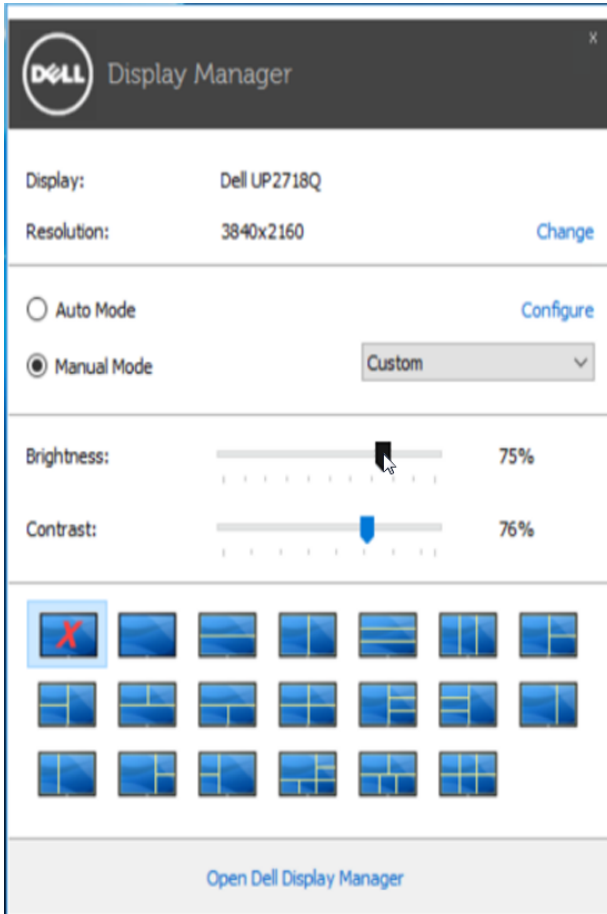 DELL Display Manager x
Display: Dell UP2718Q
Resolution: 3840x2160 Change
Auto Mode Configure
Manual Mode Custom
Brightness: 75%
Contrast: 76%
Open Dell Display Manager